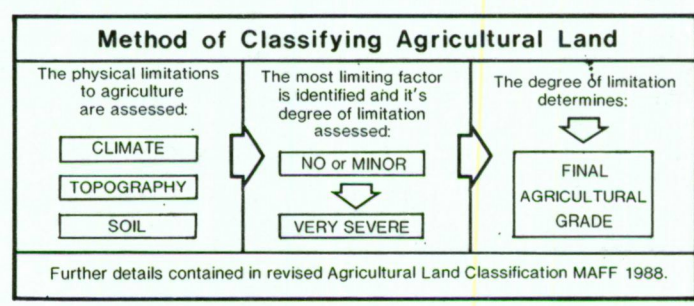 Method of Classifying Agricultural Land
The physical limitations
to agriculture
are assessed:
CLIMATE
TOPOGRAPHY
SOIL
The most limiting factor
is identified and it's
degree of limitation
assessed:
NO or MINOR
VERY SEVERE
The degree of limitation
determines:
FINAL
AGRICULTURAL
GRADE
Further details contained in revised Agricultural Land Classification MAFF 1988.